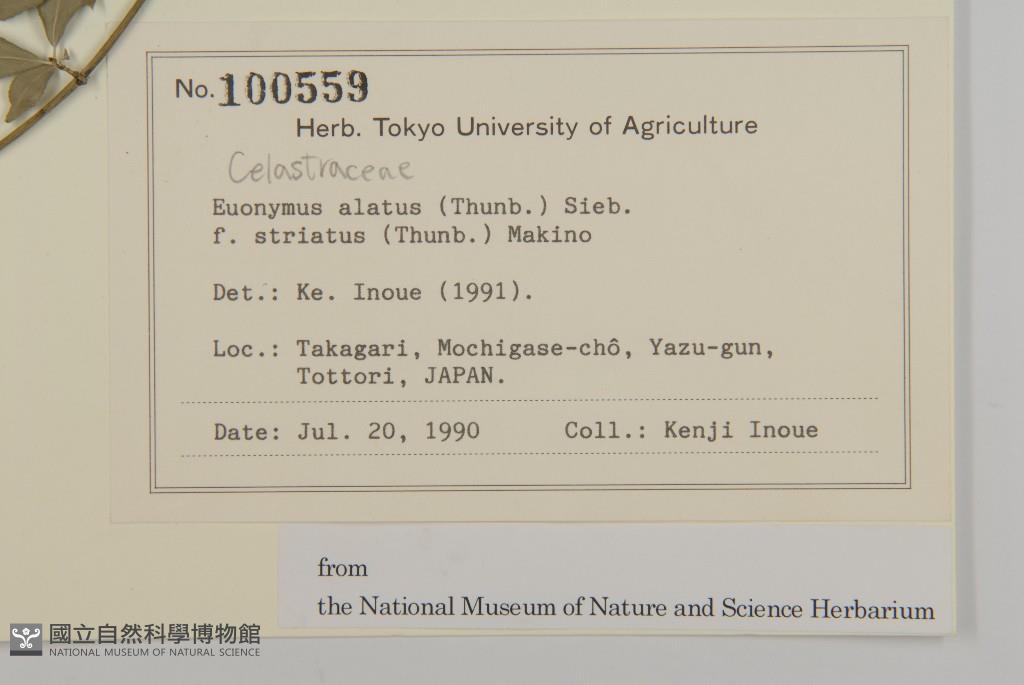 No. 100559
Herb. Tokyo University of Agriculture
Celastraceae
Euonymus alatus (Thunb.) Sieb.
f. striatus (Thunb.) Makino
Det.: Ke. Inoue (1991).
Loc.: Takagari, Mochigase-chô, Yazu-gun,
Tottori, JAPAN.
Date: Jul. 20, 1990 Coll.: Kenji Inoue
from
the National Museum of Nature and Science Herbarium
國立自然科學博物館
NATIONAL MUSEUM OF NATURAL SCIENCE